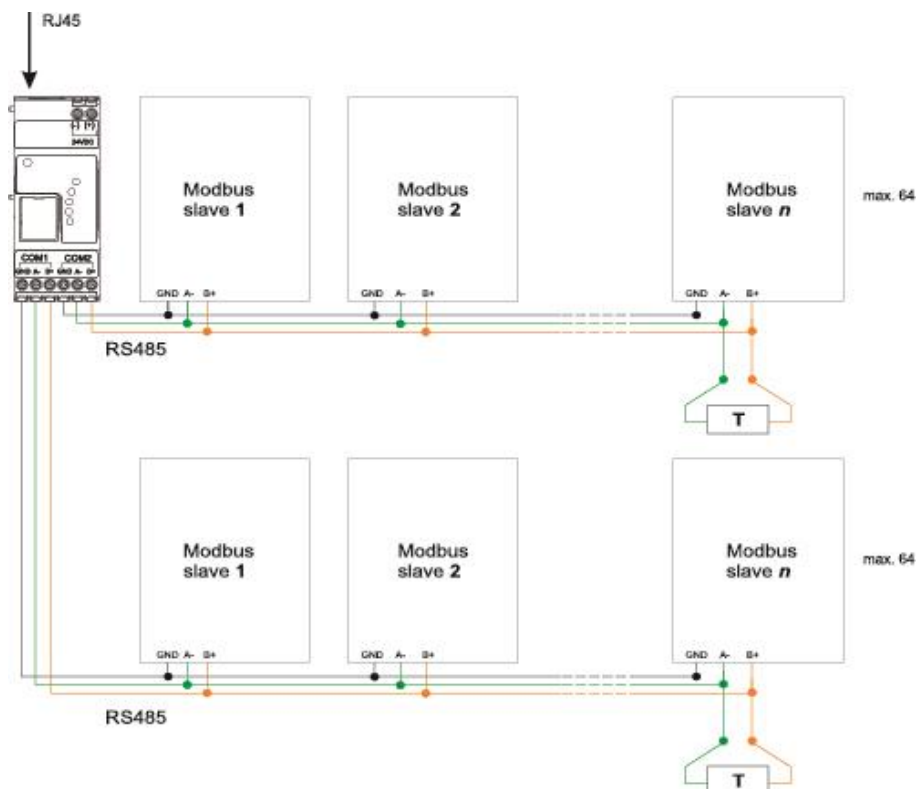 RJ45
(-) (+)
24VDC
COM1 COM2
GND A- B+ GND A- B+
Modbus
slave 1
Modbus
slave 2
Modbus
slave n
max. 64
GND A- B+
GND A- B+
GND A- B+
RS485
T
Modbus
slave 1
Modbus
slave 2
Modbus
slave n
max. 64
GND A- B+
GND A- B+
GND A- B+
RS485
T